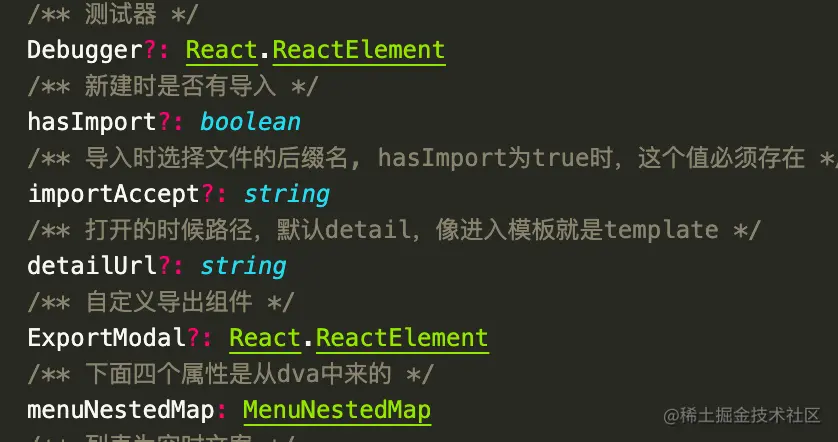 /** 测试器 */
Debugger?: React.ReactElement
/** 新建时是否有导入 */
hasImport?: boolean
/** 导入时选择文件的后缀名, hasImport为true时，这个值必须存在 */
importAccept?: string
/** 打开的时候路径，默认detail，像进入模板就是template */
detailUrl?: string
/** 自定义导出组件 */
ExportModal?: React.ReactElement
/** 下面四个属性是从dva中来的 */
menuNestedMap: MenuNestedMap
@稀土掘金技术社区